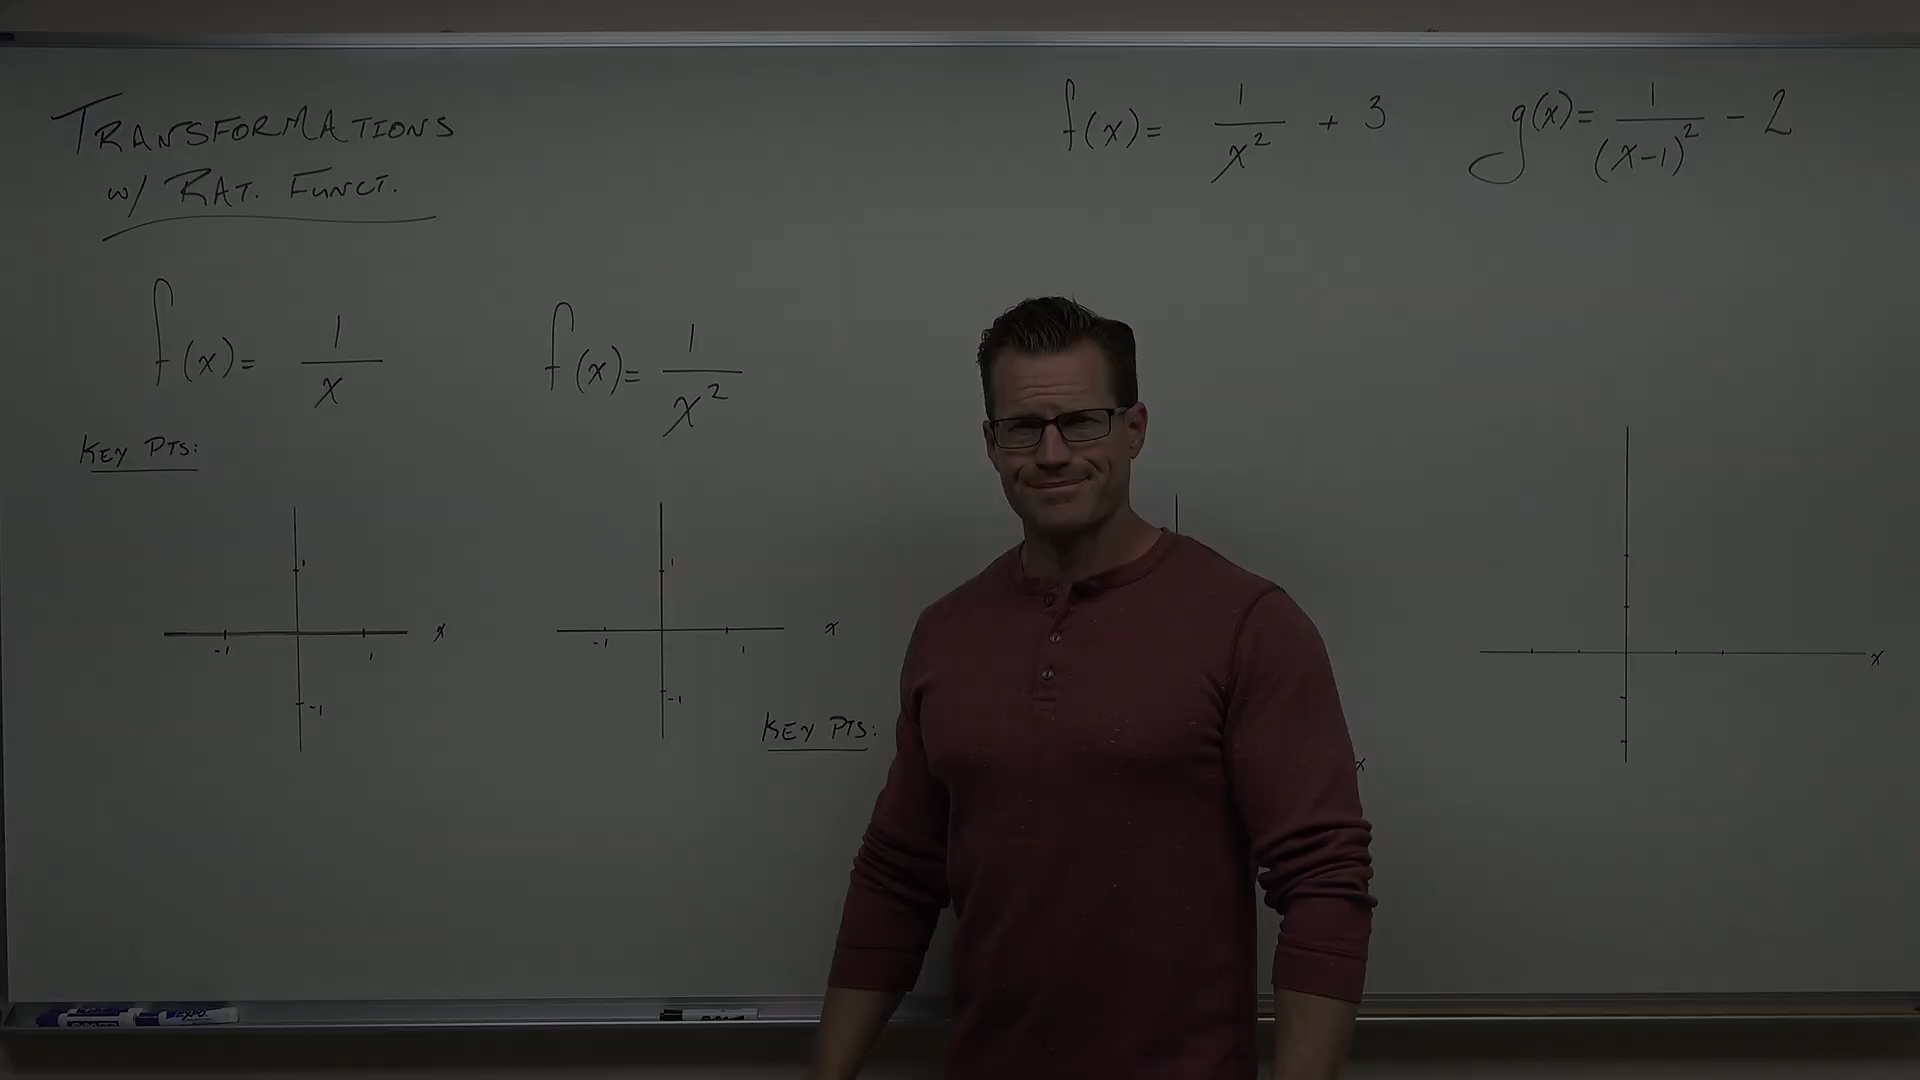 TRANSFORMATIONS
w/ RAT. FUNCT.
f(x)= 1/x
f(x)= 1/x²
f(x)= 1/x² + 3
g(x)= 1/(x-1)² - 2
KEY PTS:
1
-1
1
-1
x
1
-1
1
-1
x
KEY PTS:
x
x
EXPO